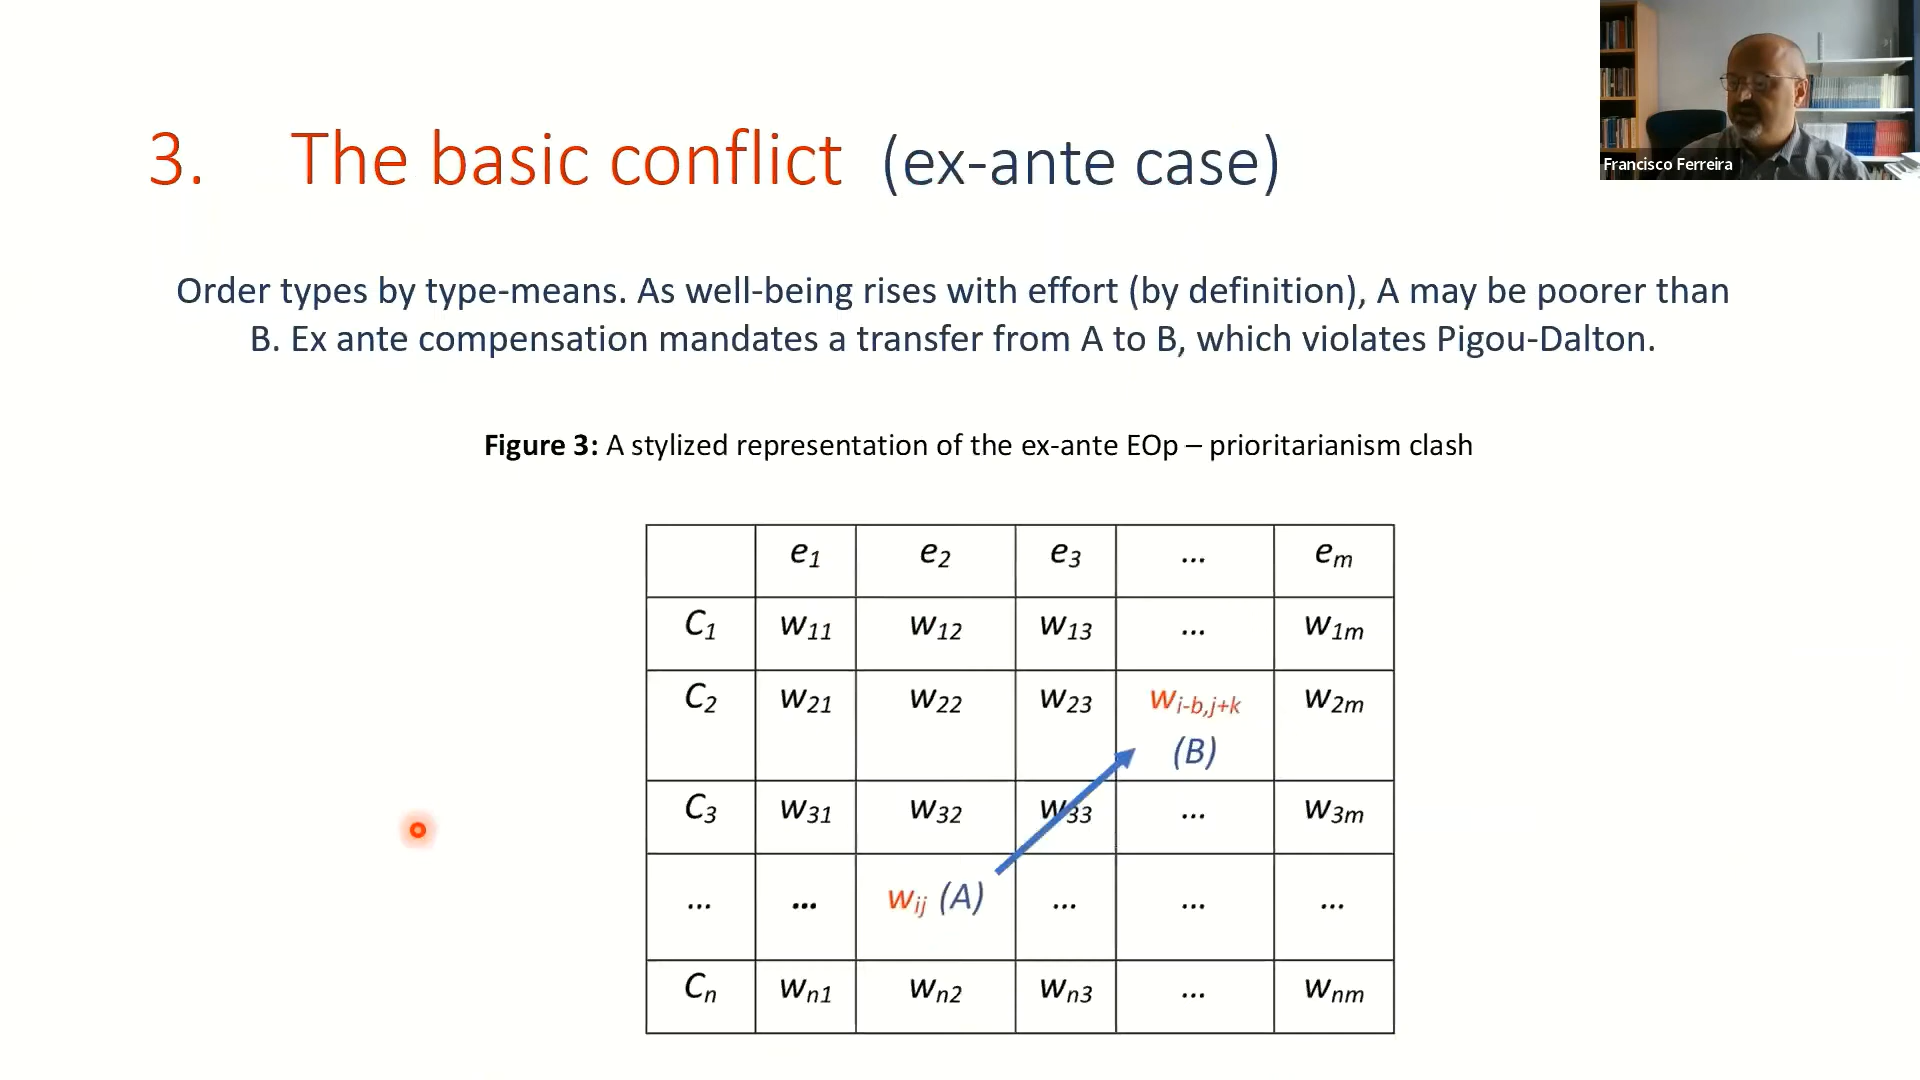 3. The basic conflict (ex-ante case)
Francisco Ferreira
Order types by type-means. As well-being rises with effort (by definition), A may be poorer than
B. Ex ante compensation mandates a transfer from A to B, which violates Pigou-Dalton.
Figure 3: A stylized representation of the ex-ante EOp – prioritarianism clash
e1 e2 e3 ... em
C1 w11 w12 w13 ... w1m
C2 w21 w22 w23 wi-b,j+k w2m
(B)
C3 w31 w32 w33 ... w3m
... ... wij (A) ... ... ...
Cn wn1 wn2 wn3 ... wnm